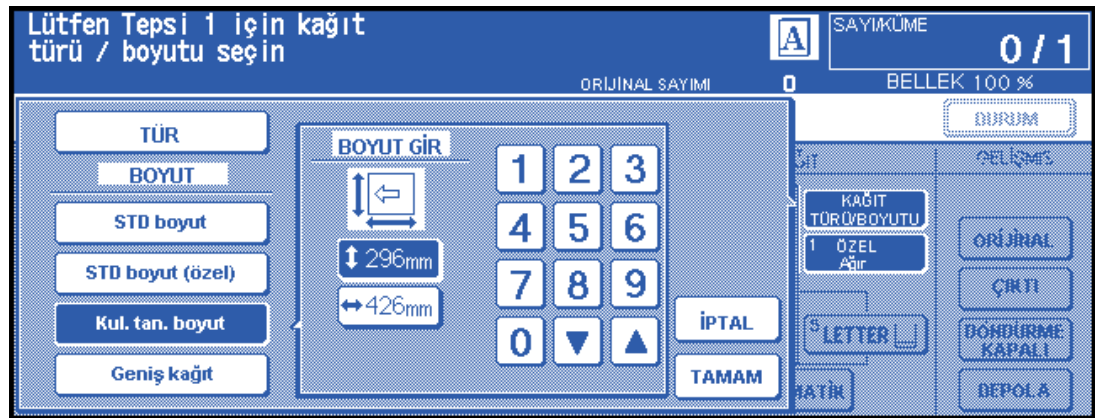 Lütfen Tepsi 1 için kağıt
türü / boyutu seçin
SAYI/KÜME
0 / 1
ORİJİNAL SAYIMI 0 BELLEK 100 %
DURUM
TÜR
BOYUT
STD boyut
STD boyut (özel)
Kul. tan. boyut
Geniş kağıt
BOYUT GİR
296mm
426mm
1 2 3
4 5 6
7 8 9
0
İPTAL
TAMAM
KAĞIT
TÜRÜ/BOYUTU
1 ÖZEL
Ağır
LETTER
GELİŞMİŞ
ORİJİNAL
ÇIKTI
DÖNDÜRME
KAPALI
DEPOLA